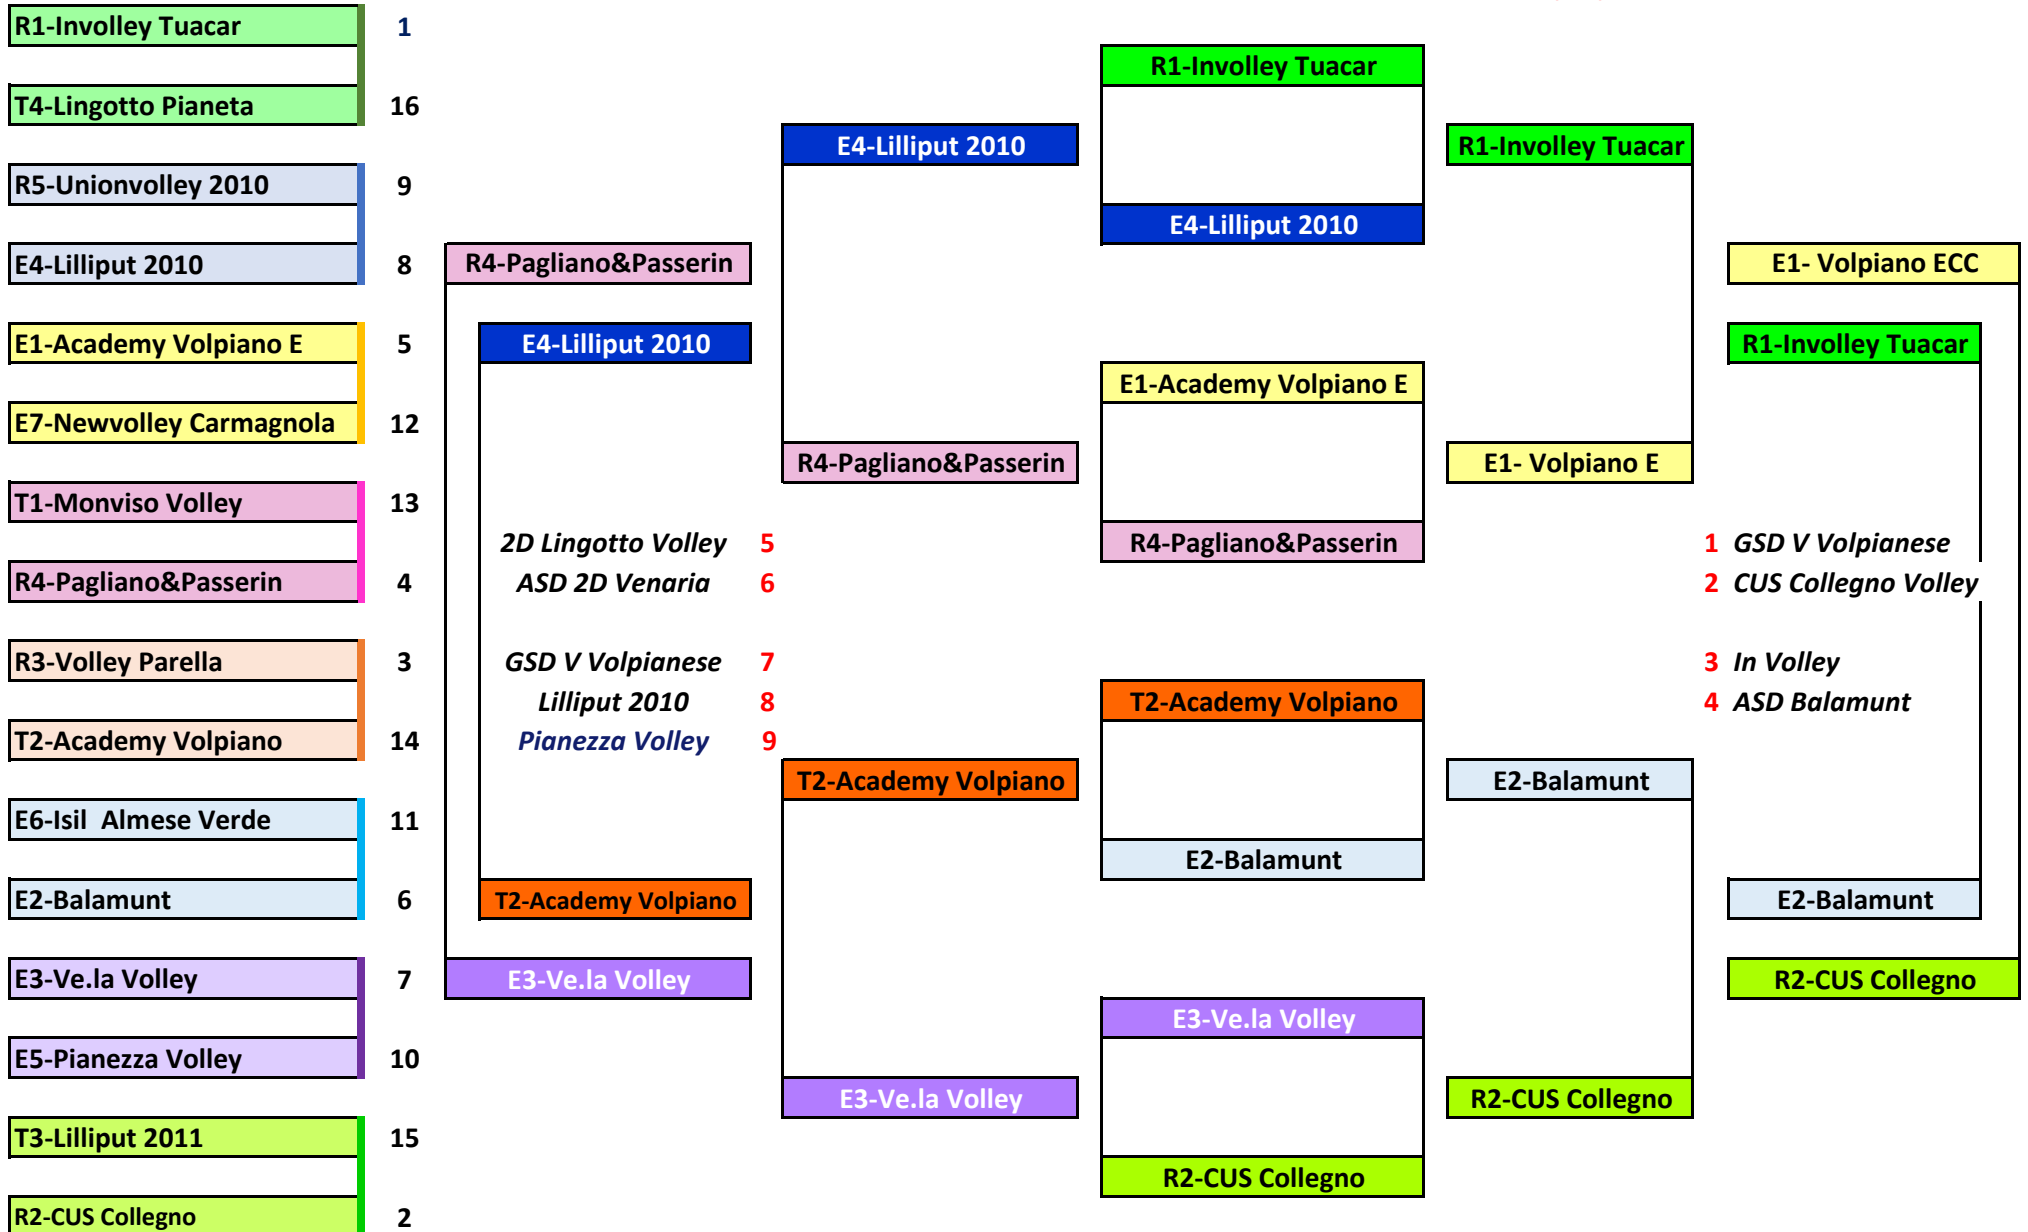 R1-Involley Tuacar 1
T4-Lingotto Pianeta 16
R5-Unionvolley 2010 9
E4-Lilliput 2010 8
E1-Academy Volpiano E 5
E7-Newvolley Carmagnola 12
T1-Monviso Volley 13
R4-Pagliano&Passerin 4
R3-Volley Parella 3
T2-Academy Volpiano 14
E6-Isil  Almese Verde 11
E2-Balamunt 6
E3-Ve.la Volley 7
E5-Pianezza Volley 10
T3-Lilliput 2011 15
R2-CUS Collegno 2
R4-Pagliano&Passerin
E4-Lilliput 2010
2D Lingotto Volley 5
ASD 2D Venaria 6
GSD V Volpianese 7
Lilliput 2010 8
Pianezza Volley 9
T2-Academy Volpiano
E3-Ve.la Volley
E4-Lilliput 2010
R4-Pagliano&Passerin
T2-Academy Volpiano
E3-Ve.la Volley
R1-Involley Tuacar
E4-Lilliput 2010
E1-Academy Volpiano E
R4-Pagliano&Passerin
T2-Academy Volpiano
E2-Balamunt
E3-Ve.la Volley
R2-CUS Collegno
R1-Involley Tuacar
E1- Volpiano E
E2-Balamunt
R2-CUS Collegno
E1- Volpiano ECC
R1-Involley Tuacar
1 GSD V Volpianese
2 CUS Collegno Volley
3 In Volley
4 ASD Balamunt
E2-Balamunt
R2-CUS Collegno